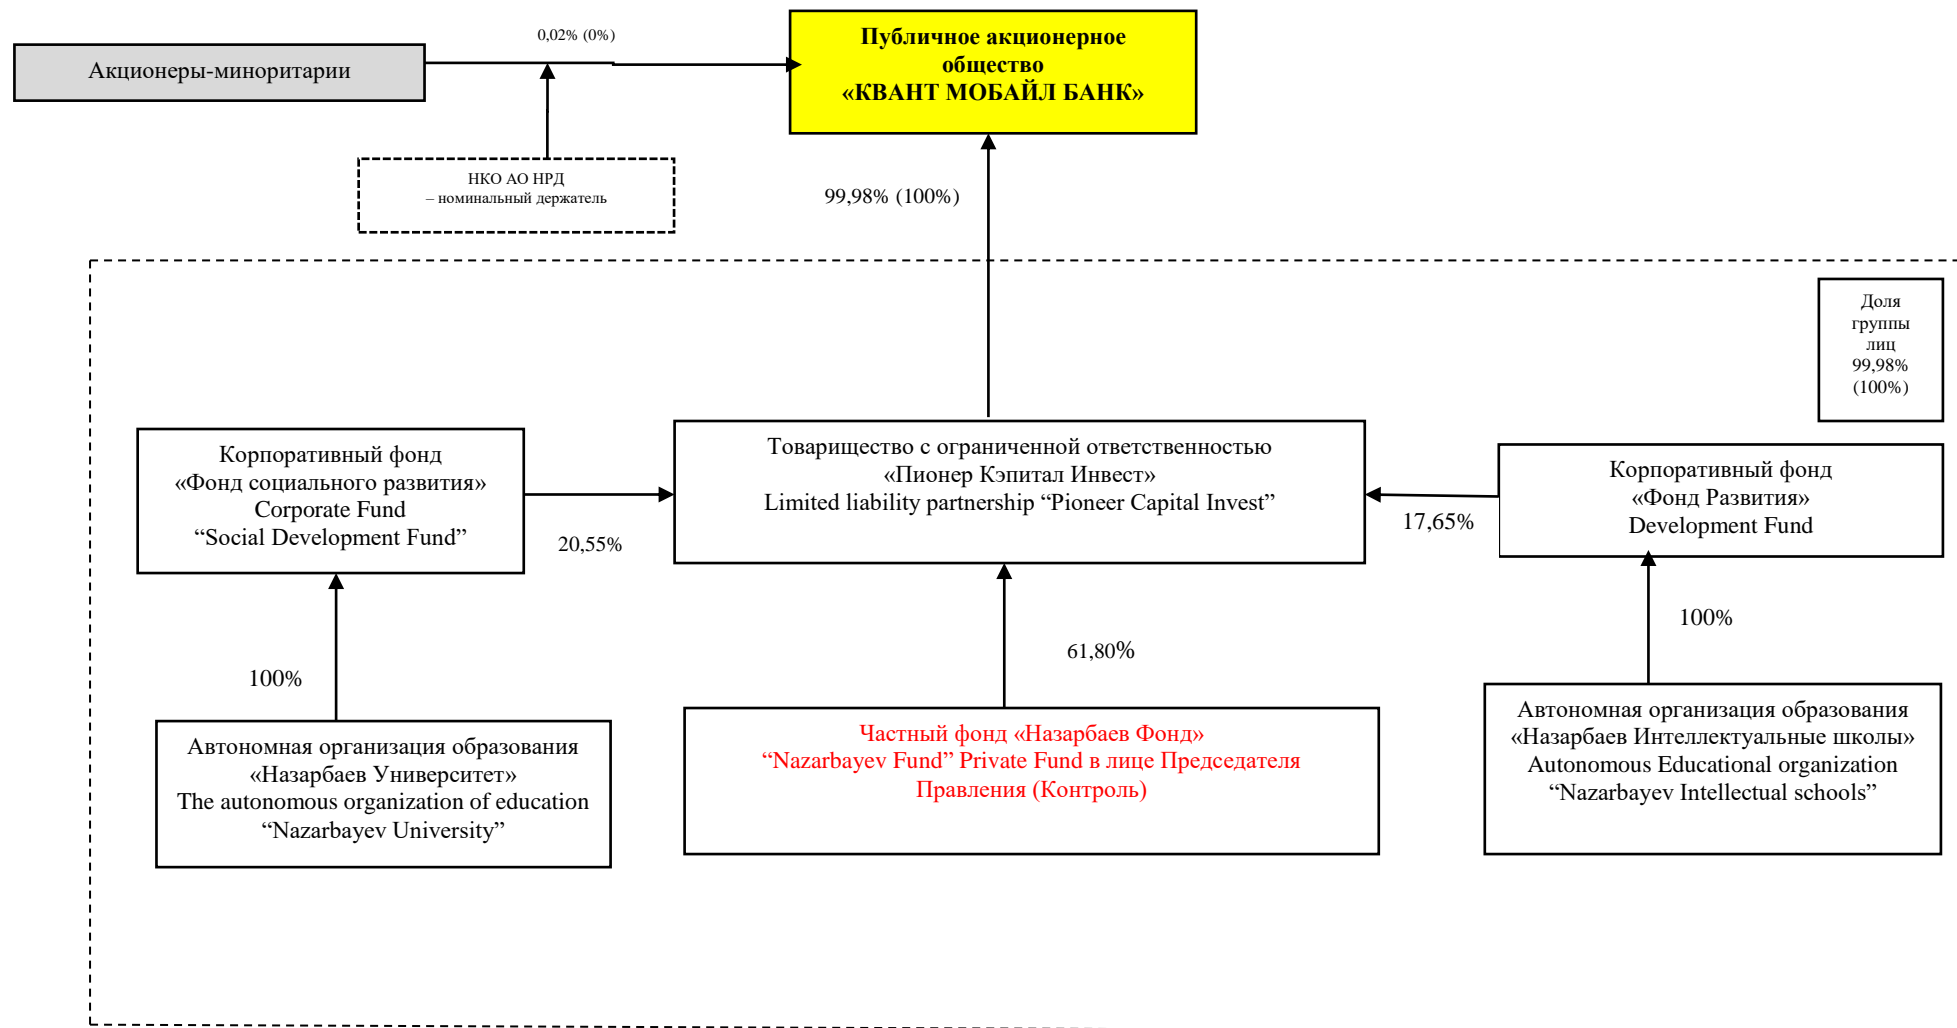 0,02% (0%)
Публичное акционерное
общество
«КВАНТ МОБАЙЛ БАНК»
Акционеры-миноритарии
НКО АО НРД
– номинальный держатель
99,98% (100%)
Доля
группы
лиц
99,98%
(100%)
Корпоративный фонд
«Фонд социального развития»
Corporate Fund
“Social Development Fund”
20,55%
Товарищество с ограниченной ответственностью
«Пионер Кэпитал Инвест»
Limited liability partnership “Pioneer Capital Invest”
17,65%
Корпоративный фонд
«Фонд Развития»
Development Fund
100%
61,80%
100%
Автономная организация образования
«Назарбаев Университет»
The autonomous organization of education
“Nazarbayev University”
Частный фонд «Назарбаев Фонд»
“Nazarbayev Fund” Private Fund в лице Председателя
Правления (Контроль)
Автономная организация образования
«Назарбаев Интеллектуальные школы»
Autonomous Educational organization
“Nazarbayev Intellectual schools”